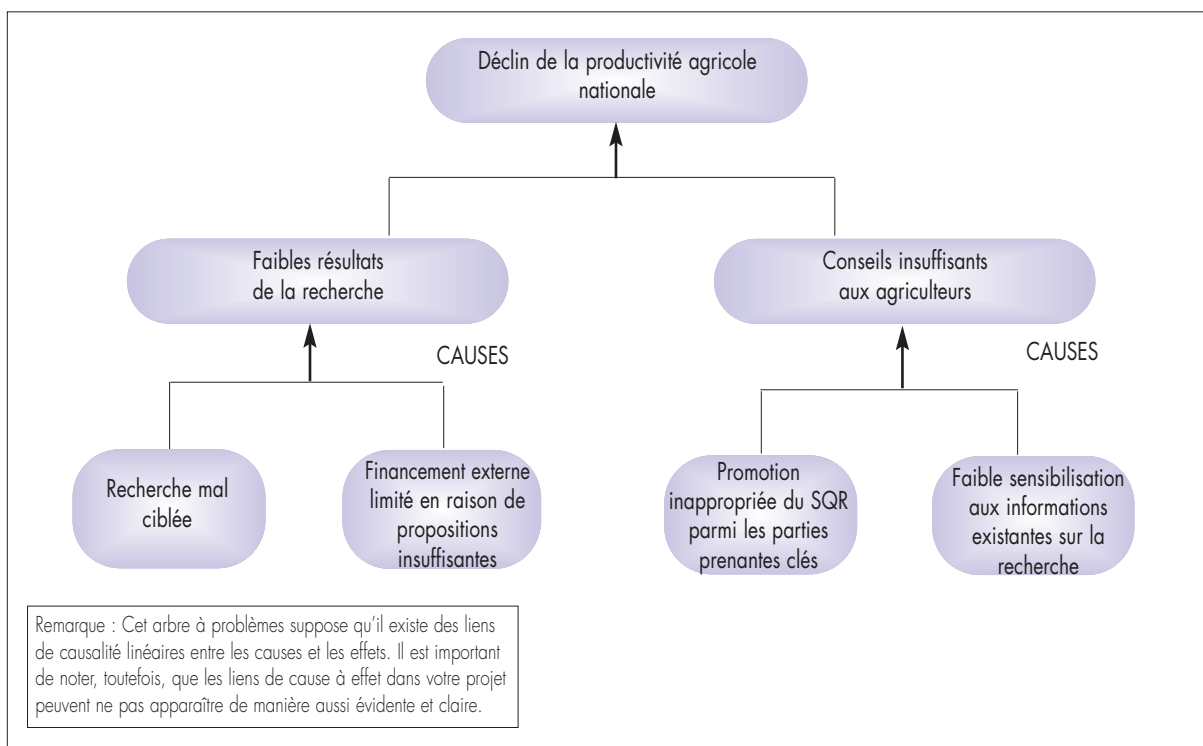 Déclin de la productivité agricole
nationale
Faibles résultats
de la recherche
Conseils insuffisants
aux agriculteurs
CAUSES
CAUSES
Recherche mal
ciblée
Financement externe
limité en raison de
propositions
insuffisantes
Promotion
inappropriée du SQR
parmi les parties
prenantes clés
Faible sensibilisation
aux informations
existantes sur la
recherche
Remarque : Cet arbre à problèmes suppose qu’il existe des liens
de causalité linéaires entre les causes et les effets. Il est important
de noter, toutefois, que les liens de cause à effet dans votre projet
peuvent ne pas apparaître de manière aussi évidente et claire.